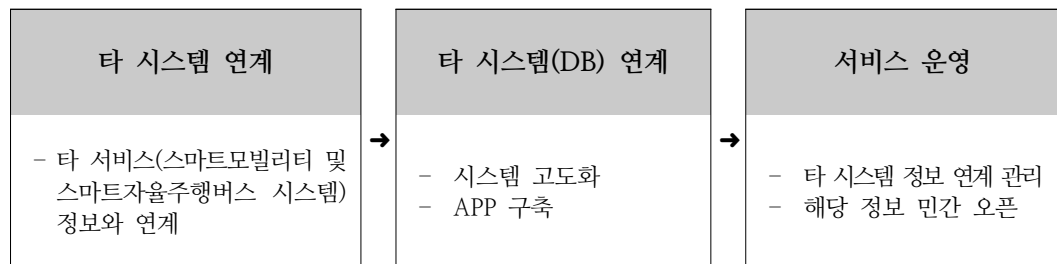 타 시스템 연계
- 타 서비스(스마트모빌리티 및
스마트자율주행버스 시스템)
정보와 연계
➜
타 시스템(DB) 연계
- 시스템 고도화
- APP 구축
➜
서비스 운영
- 타 시스템 정보 연계 관리
- 해당 정보 민간 오픈